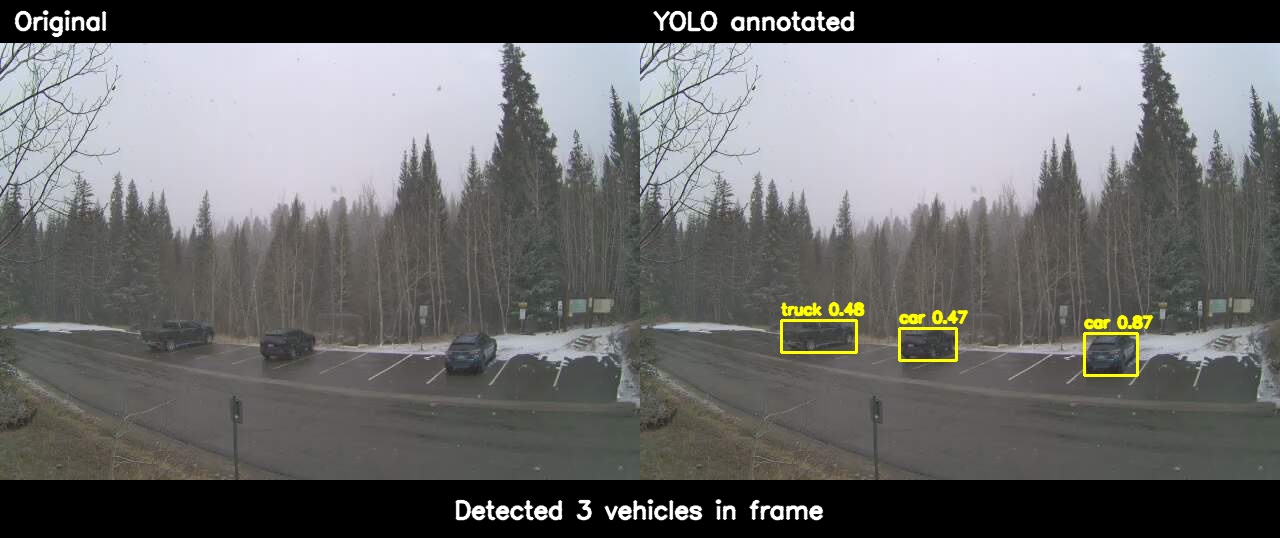 Original
YOLO annotated
truck 0.48
car 0.47
car 0.87
Detected 3 vehicles in frame